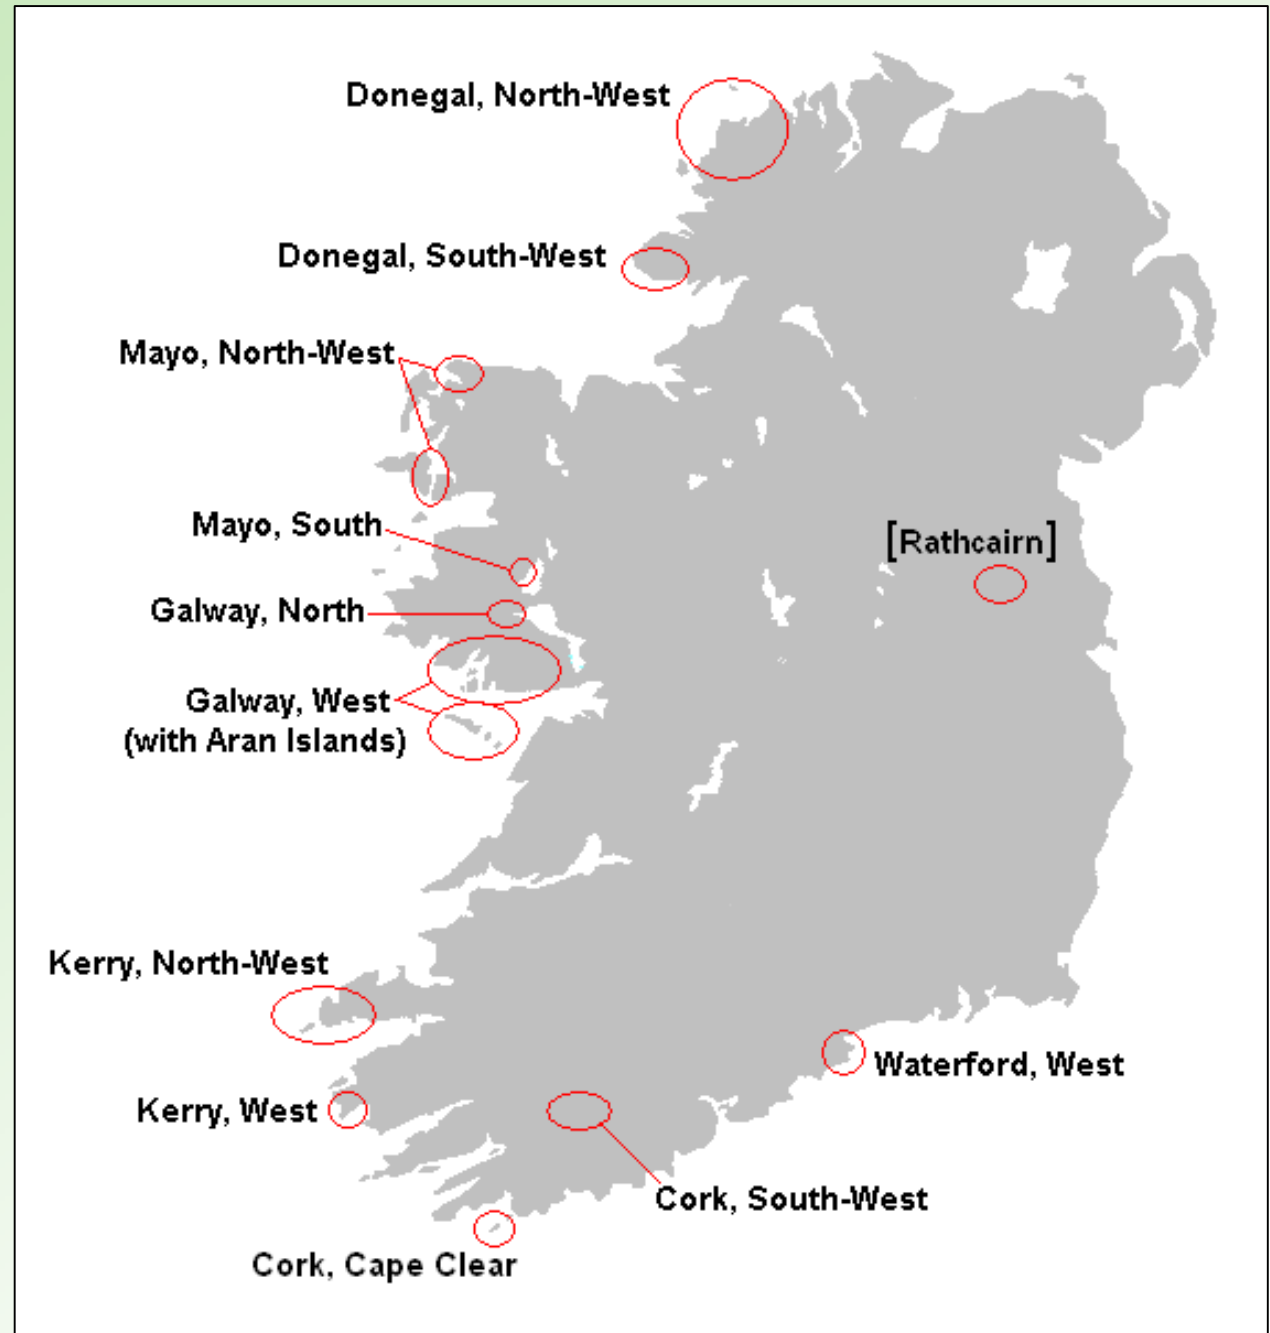 Donegal, North-West
Donegal, South-West
Mayo, North-West
Mayo, South
[Rathcairn]
Galway, North
Galway, West
(with Aran Islands)
Kerry, North-West
Waterford, West
Kerry, West
Cork, South-West
Cork, Cape Clear